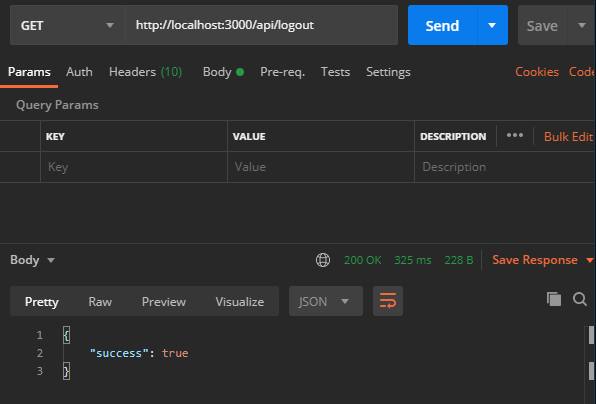 GET http://localhost:3000/api/logout Send Save
Params Auth Headers (10) Body Pre-req. Tests Settings Cookies Code
Query Params
KEY VALUE DESCRIPTION ••• Bulk Edit
Key Value Description
Body 200 OK 325 ms 228 B Save Response
Pretty Raw Preview Visualize JSON
1 {
2 "success": true
3 }